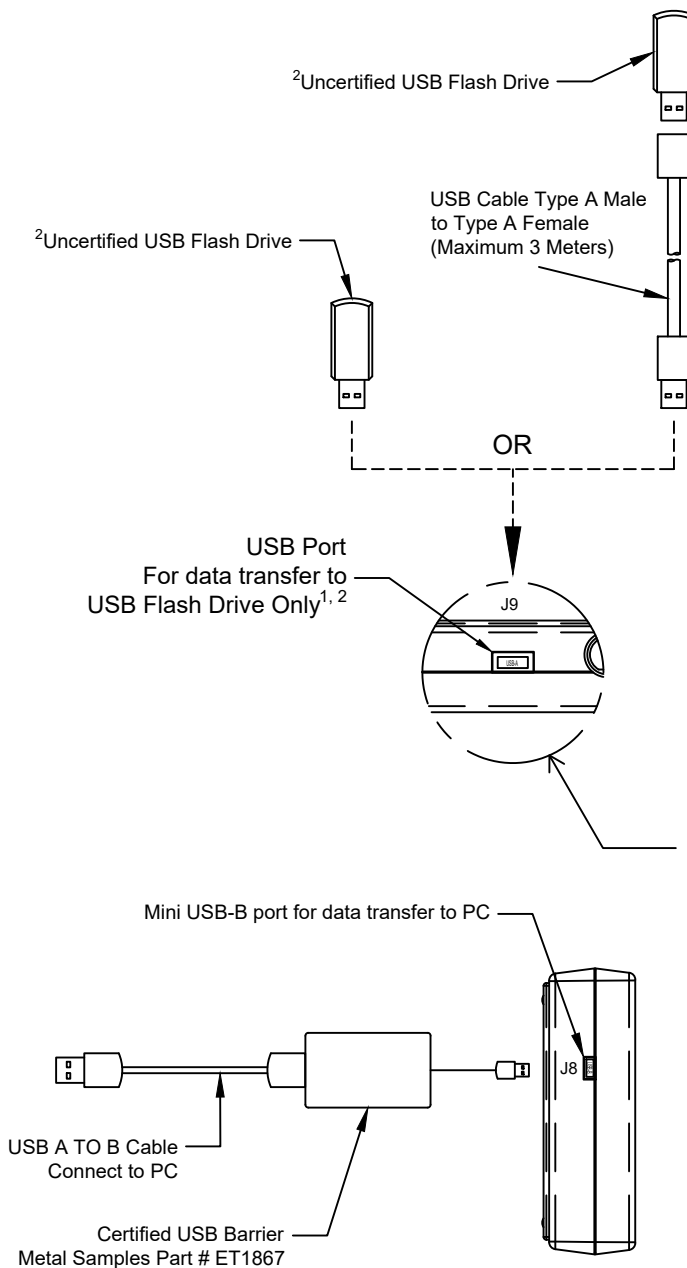 ²Uncertified USB Flash Drive
USB Cable Type A Male
to Type A Female
(Maximum 3 Meters)
²Uncertified USB Flash Drive
OR
USB Port
For data transfer to
USB Flash Drive Only¹, ²
J9
USB-A
Mini USB-B port for data transfer to PC
J8
USB A TO B Cable
Connect to PC
Certified USB Barrier
Metal Samples Part # ET1867